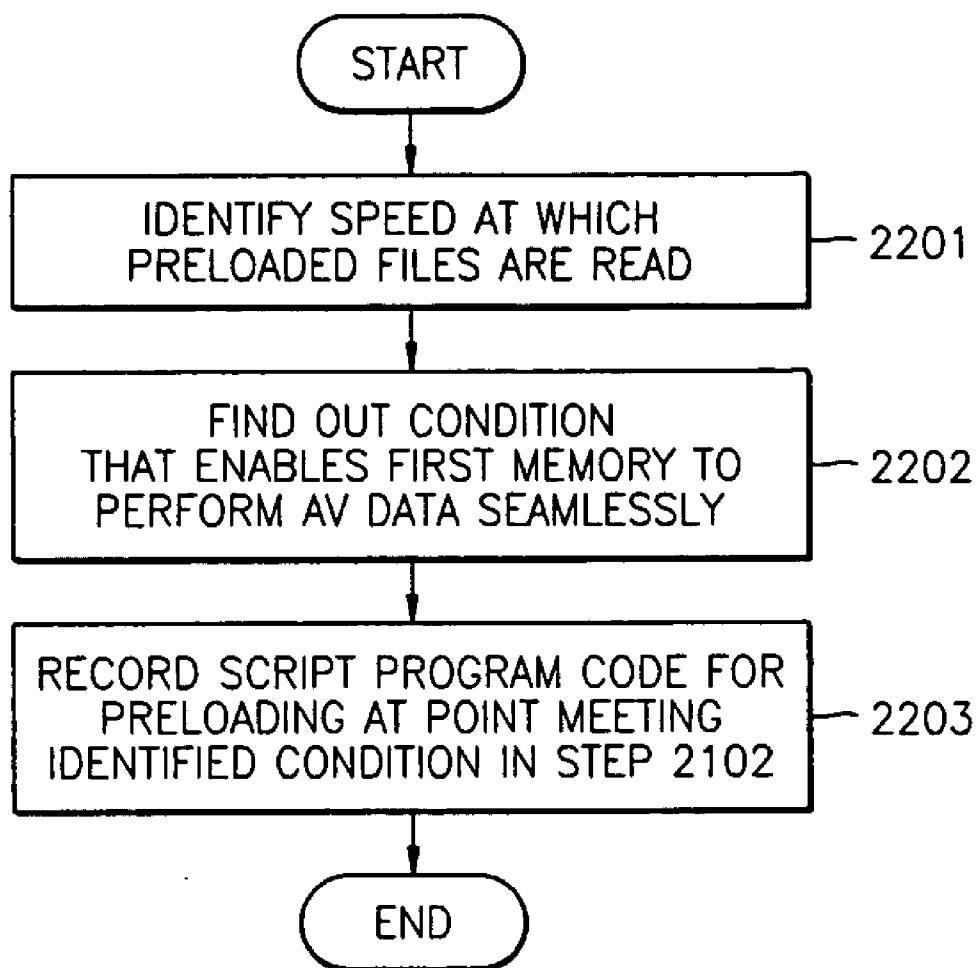 START
IDENTIFY SPEED AT WHICH
PRELOADED FILES ARE READ
2201
FIND OUT CONDITION
THAT ENABLES FIRST MEMORY TO
PERFORM AV DATA SEAMLESSLY
2202
RECORD SCRIPT PROGRAM CODE FOR
PRELOADING AT POINT MEETING
IDENTIFIED CONDITION IN STEP 2102
2203
END